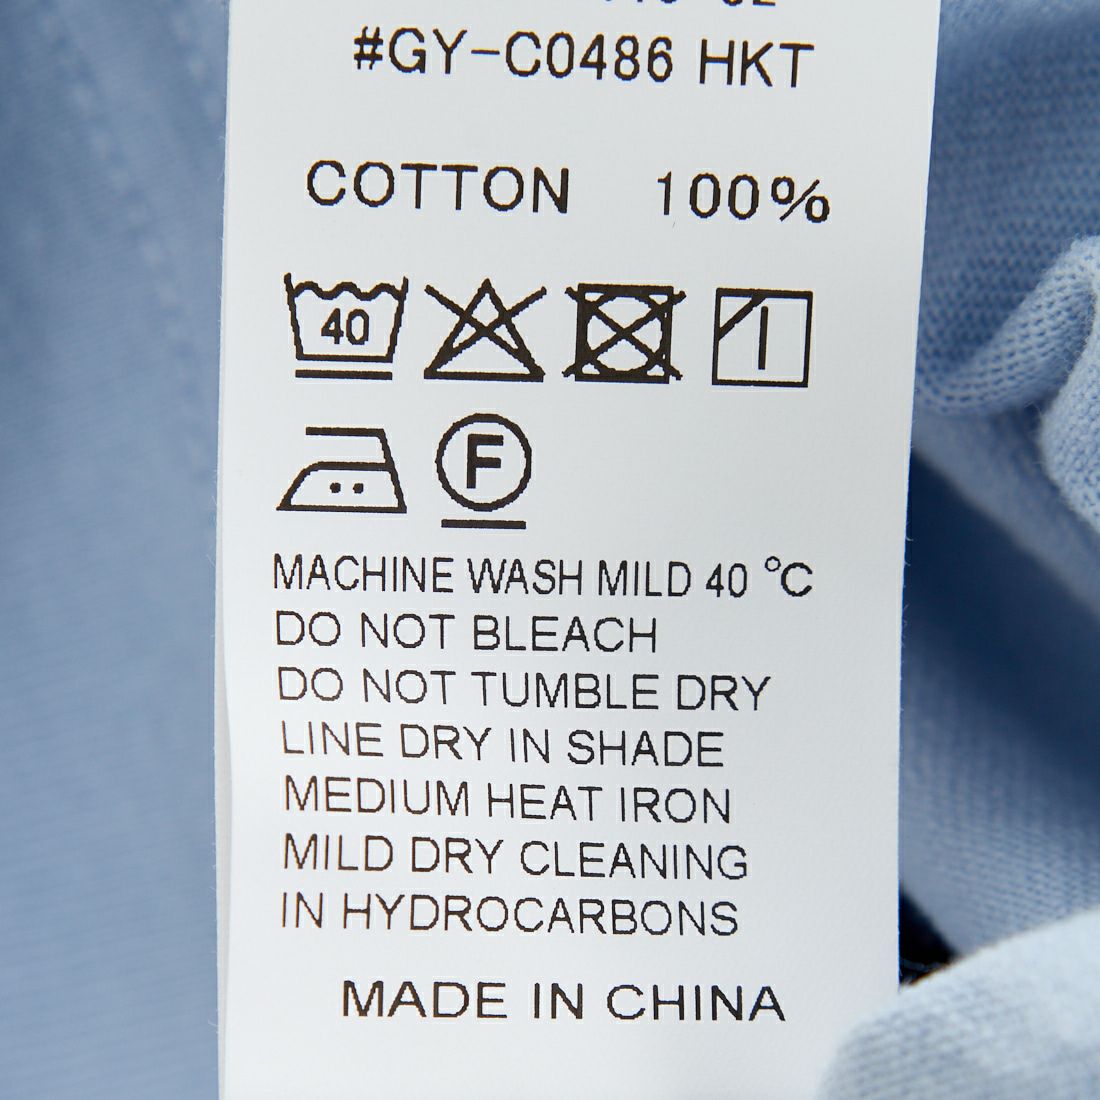 #GY-C0486 HKT
COTTON 100%
40
F
MACHINE WASH MILD 40 °C
DO NOT BLEACH
DO NOT TUMBLE DRY
LINE DRY IN SHADE
MEDIUM HEAT IRON
MILD DRY CLEANING
IN HYDROCARBONS
MADE IN CHINA